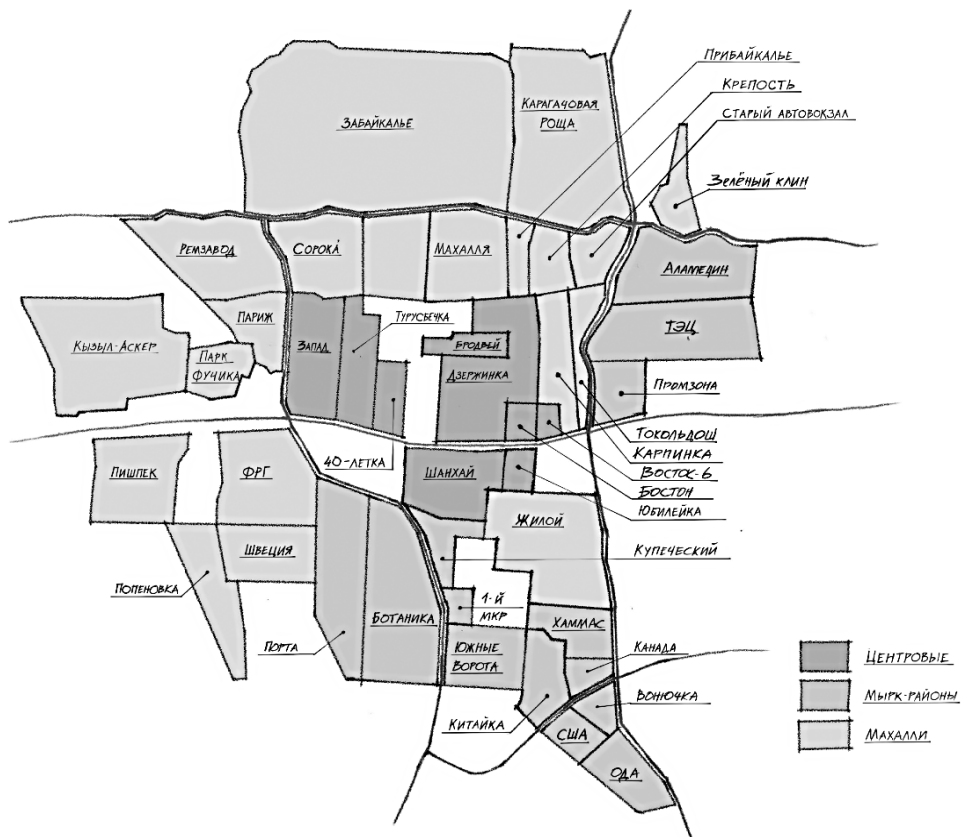 Прибайкалье
Крепость
Карагачовая
роща
Старый автовокзал
Забайкалье
Зелёный клин
Ремзавод
Сорока́
Махалля
Аламедин
Париж
Турусбечка
ТЭЦ
Запад
Бродвей
Кызыл-Аскер
Парк
Фучика
Дзержинка
Промзона
Токольдош
Карпинка
40-летка
Восток-6
Пишпек
ФРГ
Шанхай
Бостон
Юбилейка
Жилой
Швеция
Купеческий
Попеновка
1-й
мкр
Ботаника
Хаммас
Порта
Южные
ворота
Канада
Центровые
Вонючка
Мырк-районы
Китайка
США
Махалли
ОДА